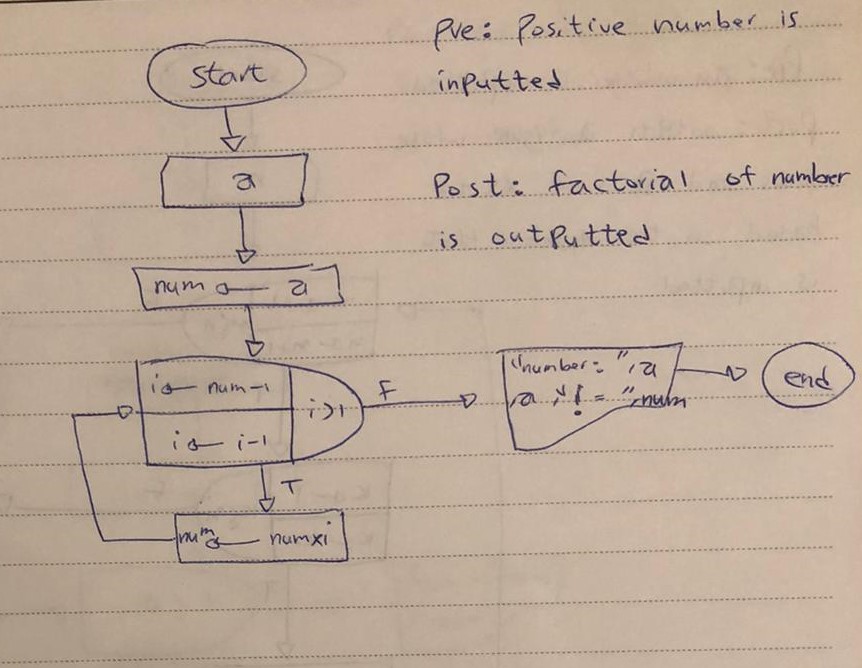 Pre: Positive number is
inputted
Post: factorial of number
is outputted
start
a
num ← a
i ← num-1
i ← i-1
i>1
F
T
num ← num×i
"number: ", a
,a "! = ", num
end